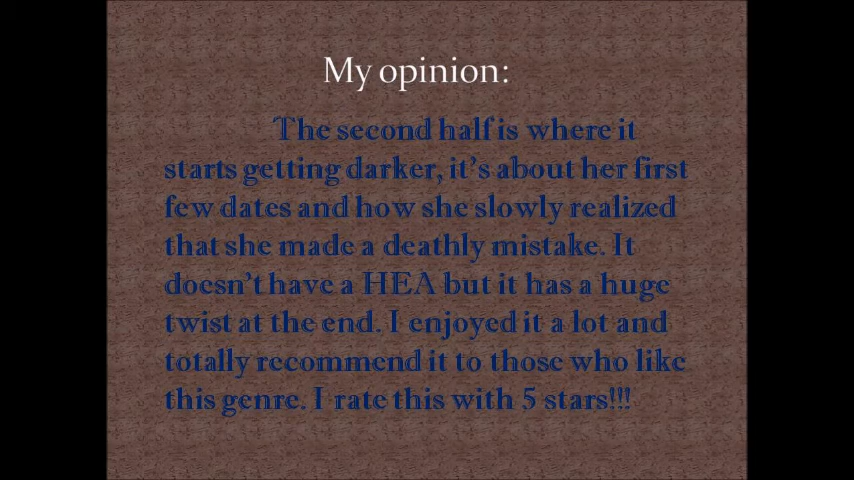 My opinion:
The second half is where it
starts getting darker, it's about her first
few dates and how she slowly realized
that she made a deathly mistake. It
doesn't have a HEA but it has a huge
twist at the end. I enjoyed it a lot and
totally recommend it to those who like
this genre. I rate this with 5 stars!!!